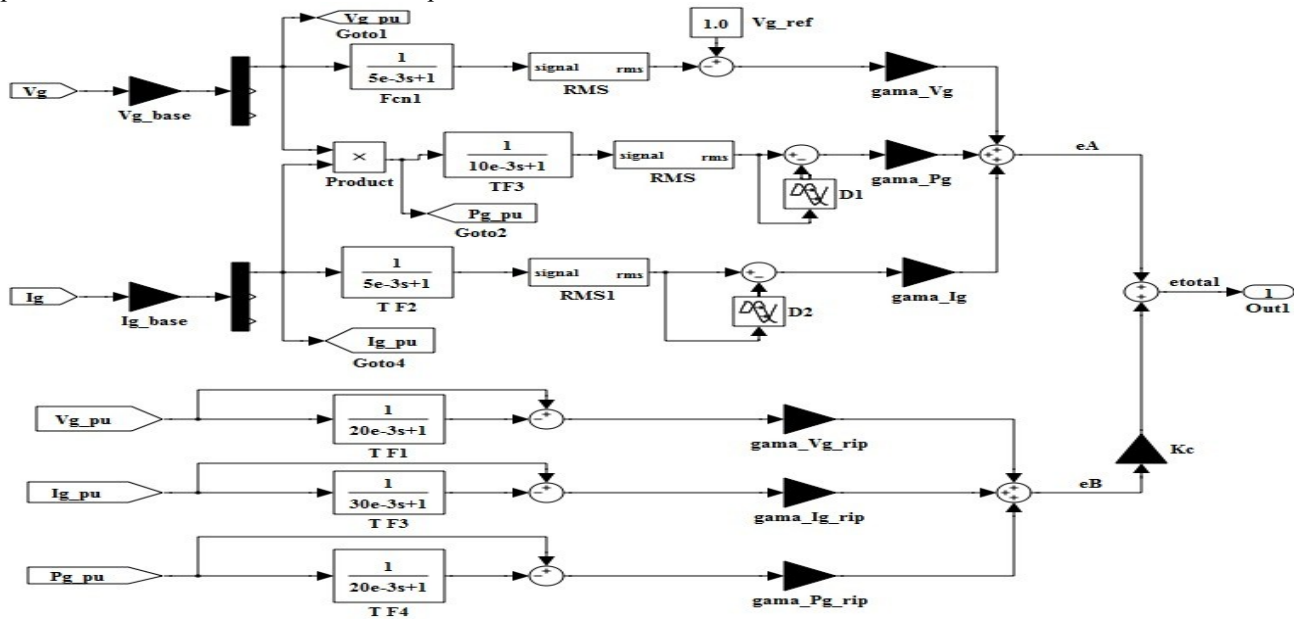 Vg_pu
Goto1
1.0
Vg_ref
Vg
Vg_base
1
5e-3s+1
Fcn1
signal rms
RMS
+
−
gama_Vg
×
Product
1
10e-3s+1
TF3
signal rms
RMS
+
−
D1
gama_Pg
+
+
+
eA
Pg_pu
Goto2
Ig
Ig_base
1
5e-3s+1
T F2
signal rms
RMS1
+
−
D2
gama_Ig
+
+
etotal
1
Out1
Ig_pu
Goto4
Vg_pu
1
20e-3s+1
T F1
+
−
gama_Vg_rip
Kc
Ig_pu
1
30e-3s+1
T F3
+
−
gama_Ig_rip
+
+
+
eB
Pg_pu
1
20e-3s+1
T F4
+
−
gama_Pg_rip